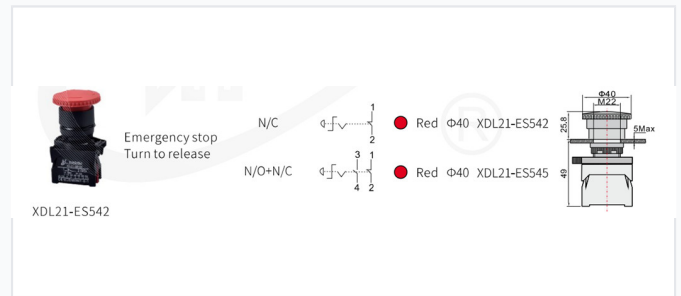 Φ40
M22
25,8
5Max
49
N/C
1
2
Red Φ40 XDL21-ES542
Emergency stop
Turn to release
N/O+N/C
3 1
4 2
Red Φ40 XDL21-ES545
XDL21-ES542
®